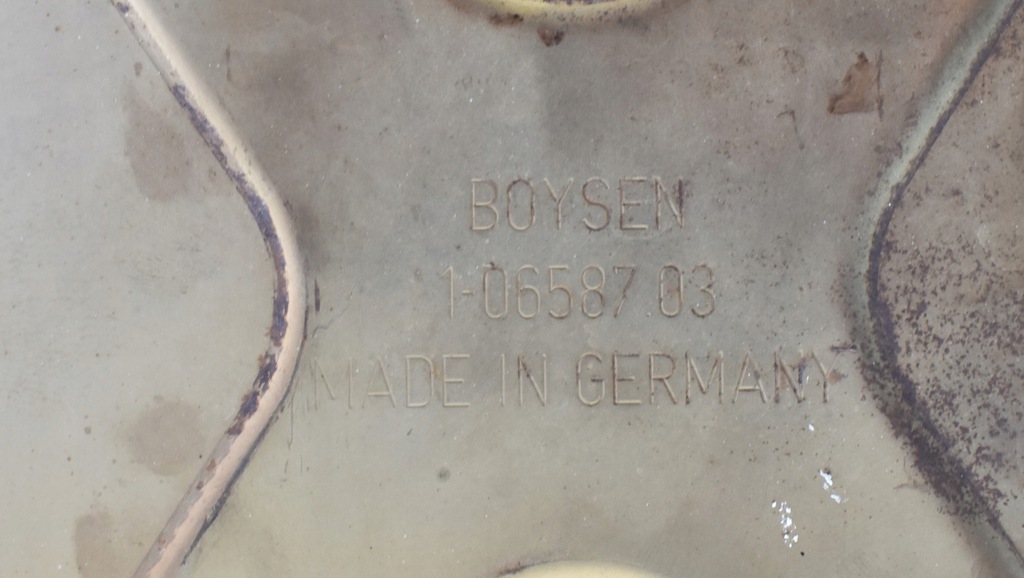 BOYSEN
1-06587.03
MADE IN GERMANY